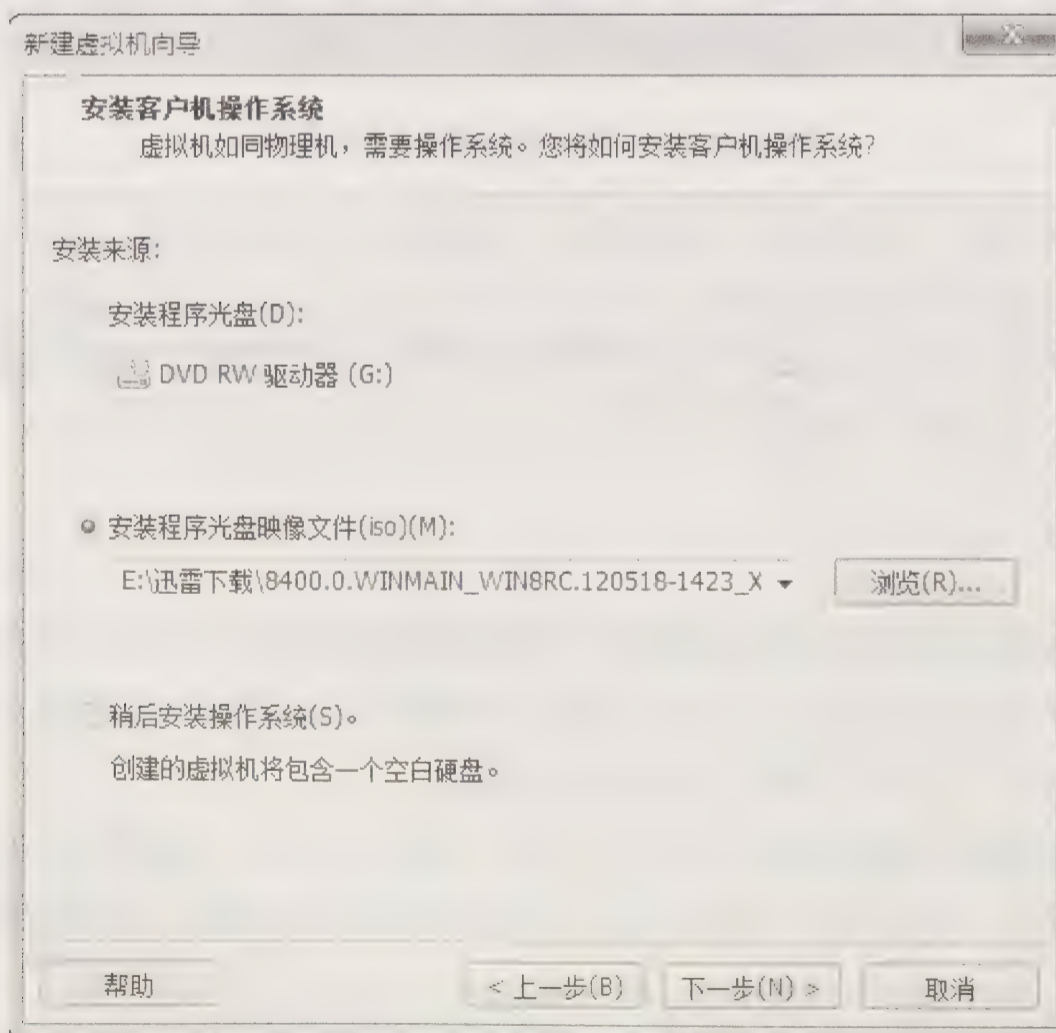 新建虚拟机向导
安装客户机操作系统
虚拟机如同物理机，需要操作系统。您将如何安装客户机操作系统？
安装来源：
安装程序光盘(D):
DVD RW 驱动器 (G:)
安装程序光盘映像文件(iso)(M):
E:\迅雷下载\8400.0.WINMAIN_WIN8RC.120518-1423_X
浏览(R)...
稍后安装操作系统(S)。
创建的虚拟机将包含一个空白硬盘。
帮助
< 上一步(B)
下一步(N) >
取消